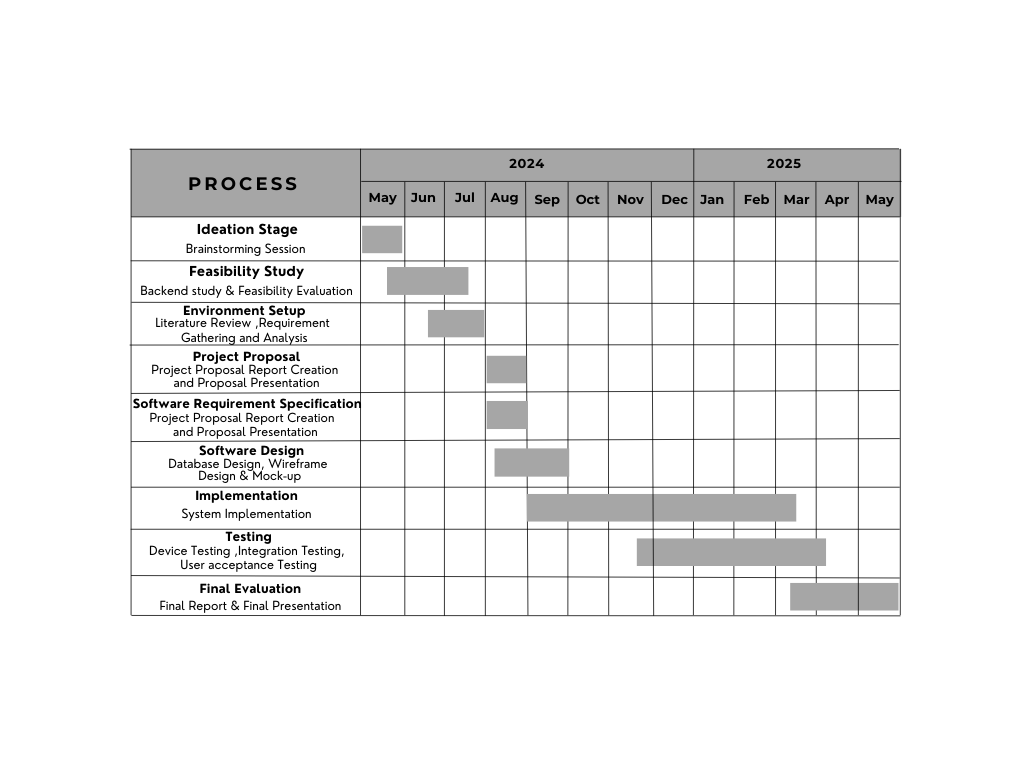 PROCESS
2024
2025
May Jun Jul Aug Sep Oct Nov Dec Jan Feb Mar Apr May
Ideation Stage
Brainstorming Session
Feasibility Study
Backend study & Feasibility Evaluation
Environment Setup
Literature Review ,Requirement
Gathering and Analysis
Project Proposal
Project Proposal Report Creation
and Proposal Presentation
Software Requirement Specification
Project Proposal Report Creation
and Proposal Presentation
Software Design
Database Design, Wireframe
Design & Mock-up
Implementation
System Implementation
Testing
Device Testing ,Integration Testing,
User acceptance Testing
Final Evaluation
Final Report & Final Presentation